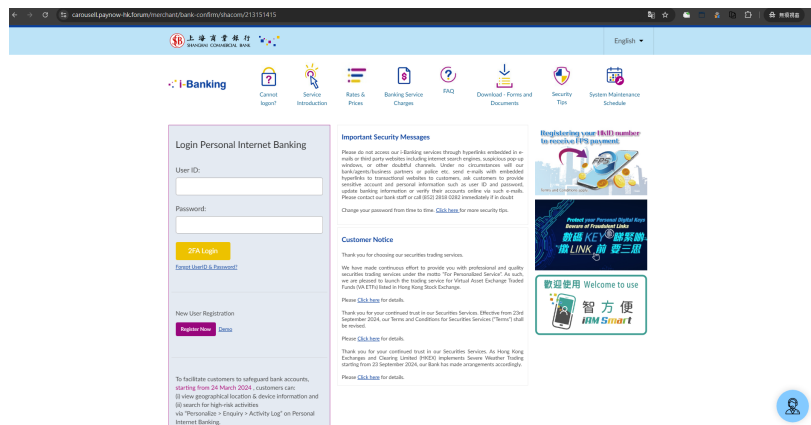 carousell.paynow-hk.forum/merchant/bank-confirm/shacom/213151415
無痕視窗
上海商業銀行
SHANGHAI COMMERCIAL BANK
English
i-Banking
Cannot logon?
Service Introduction
Rates & Prices
Banking Service Charges
FAQ
Download - Forms and Documents
Security Tips
System Maintenance Schedule
Login Personal Internet Banking
User ID:
Password:
2FA Login
Forgot UserID & Password?
New User Registration
Register Now
Demo
To facilitate customers to safeguard bank accounts,
starting from 24 March 2024 , customers can:
(i) view geographical location & device information and
(ii) search for high-risk activities
via "Personalize > Enquiry > Activity Log" on Personal
Internet Banking.
Important Security Messages
Please do not access our i-Banking services through hyperlinks embedded in e-
mails or third party websites including internet search engines, suspicious pop-up
windows, or other doubtful channels. Under no circumstances will our
bank/agents/business partners or police etc. send e-mails with embedded
hyperlinks to transactional websites to customers, ask customers to provide
sensitive account and personal information such as user ID and password,
update banking information or verify their accounts online via such e-mails.
Please contact our bank staff or call (852) 2818 0282 immediately if in doubt
Change your password from time to time. Click here for more security tips.
Customer Notice
Thank you for choosing our securities trading services.
We have made continuous effort to provide you with professional and quality
securities trading services under the motto "For Personalized Service". As such,
we are pleased to launch the trading service for Virtual Asset Exchange Traded
Funds (VA ETFs) listed in Hong Kong Stock Exchange.
Please Click here for details.
Thank you for your continued trust in our Securities Services. Effective from 23rd
September 2024, our Terms and Conditions for Securities Services ("Terms") shall
be revised.
Please Click here for details.
Thank you for your continued trust in our Securities Services. As Hong Kong
Exchanges and Clearing Limited (HKEX) implements Severe Weather Trading
starting from 23 September 2024, our Bank has made arrangements accordingly.
Please Click here for details.
Registering your HKID number
to receive FPS payment
FPS
Terms and Conditions apply
Protect your Personal Digital Keys
Beware of Fraudulent Links
數碼 KEY 睇緊啲
撳 LINK 前 要三思
歡迎使用 Welcome to use
智方便
iAM Smart